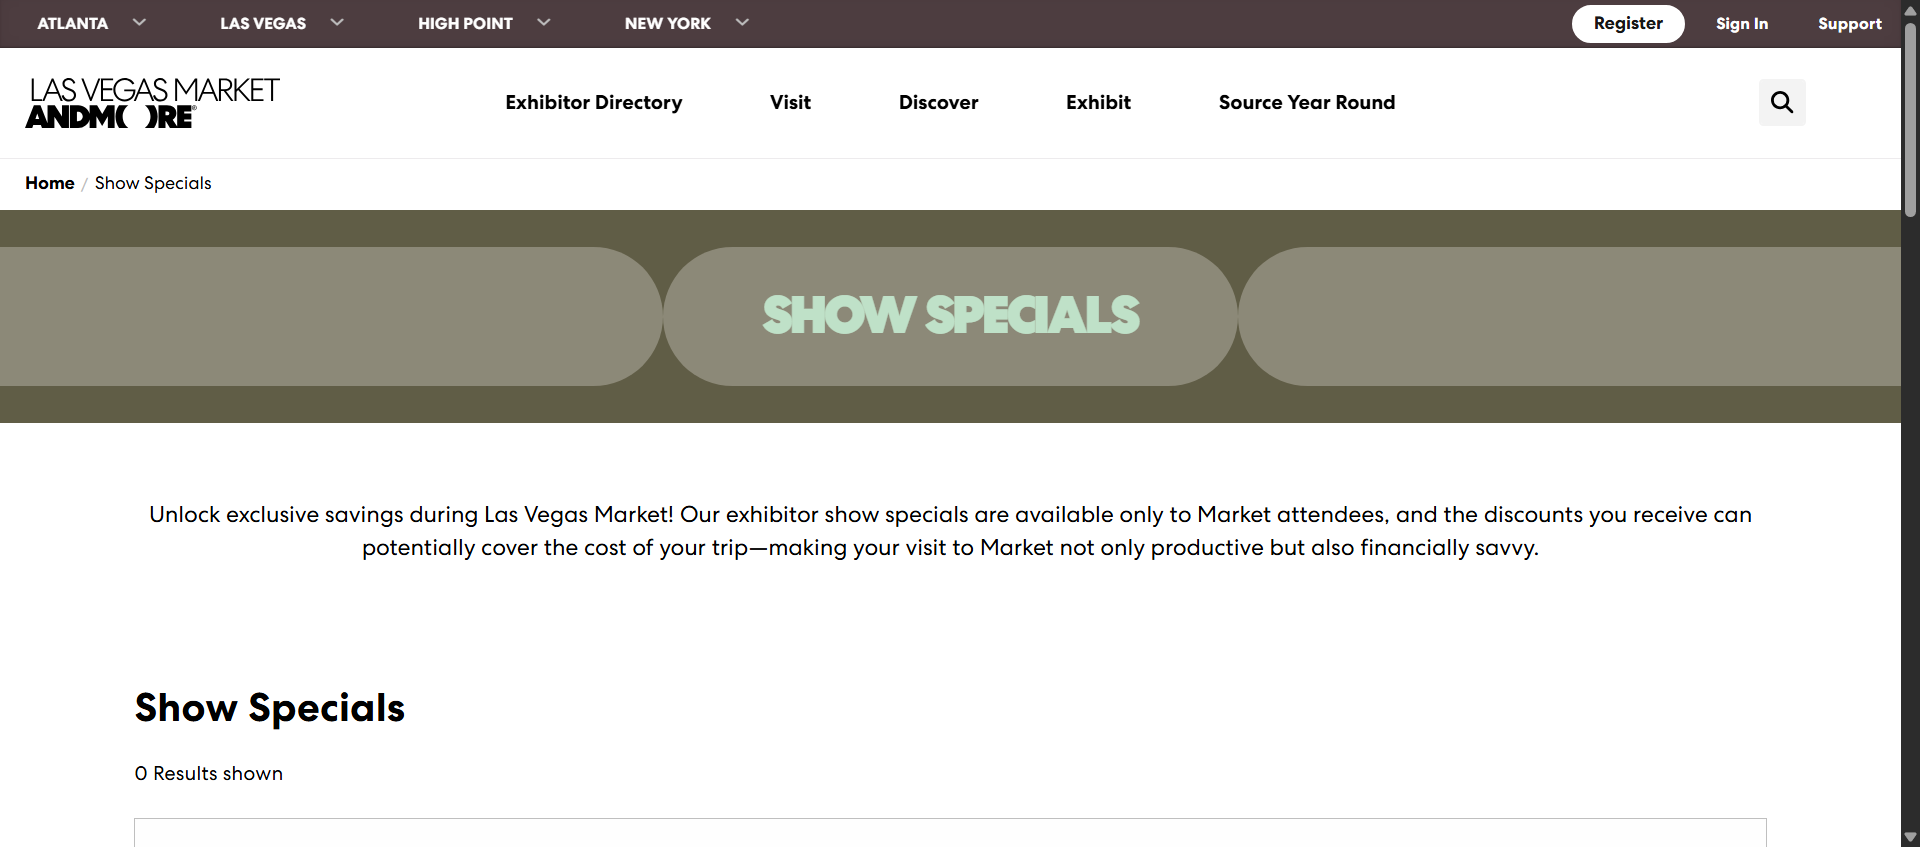 ATLANTA LAS VEGAS HIGH POINT NEW YORK Register Sign In Support
LAS VEGAS MARKET
ANDMORE®
Exhibitor Directory Visit Discover Exhibit Source Year Round
Home / Show Specials
SHOW SPECIALS
Unlock exclusive savings during Las Vegas Market! Our exhibitor show specials are available only to Market attendees, and the discounts you receive can
potentially cover the cost of your trip—making your visit to Market not only productive but also financially savvy.
Show Specials
0 Results shown